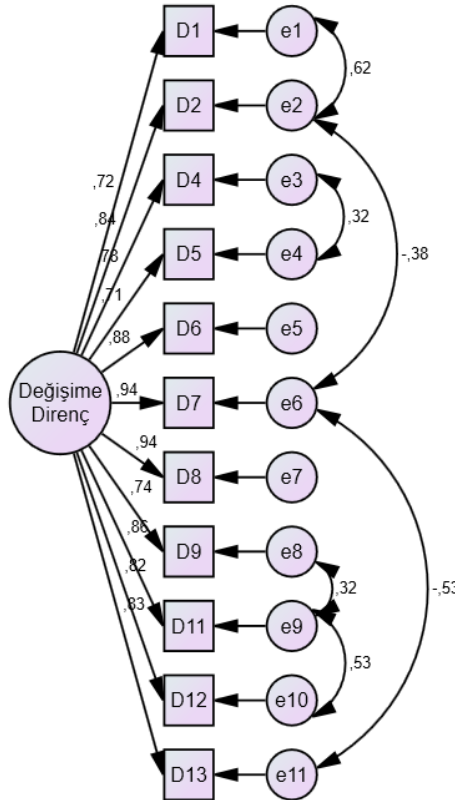 D1
e1
,62
D2
e2
,72
D4
e3
,84
,32
,78
D5
e4
-,38
,71
D6
e5
,88
Değişime
Direnç
,94
D7
e6
,94
D8
e7
,74
,86
D9
e8
,82
,32
-,53
,83
D11
e9
,53
D12
e10
D13
e11